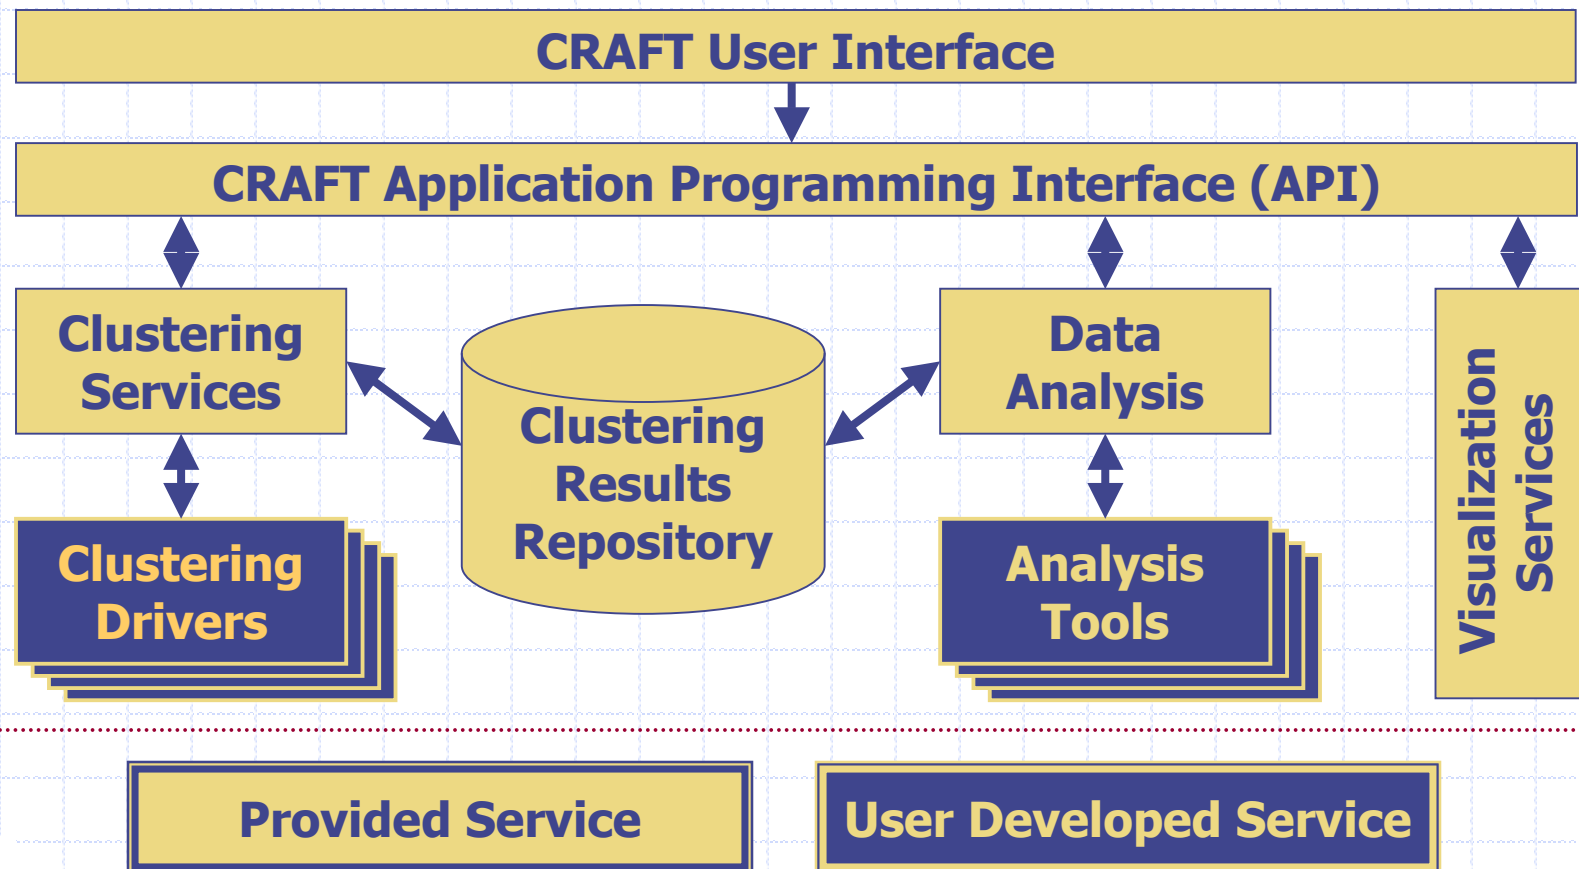 CRAFT User Interface
CRAFT Application Programming Interface (API)
Clustering
Services
Clustering
Results
Repository
Data
Analysis
Visualization
Services
Clustering
Drivers
Analysis
Tools
Provided Service
User Developed Service